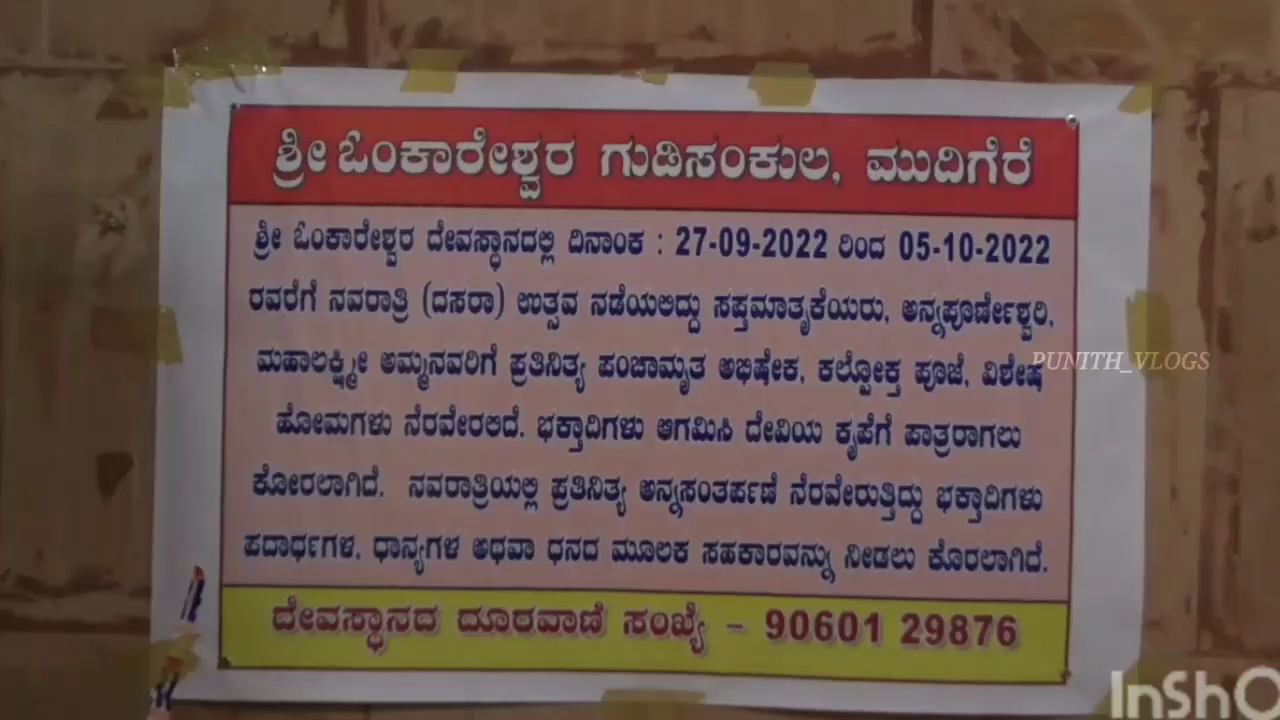 ಶ್ರೀ ಓಂಕಾರೇಶ್ವರ ಗುಡಿಸಂಕುಲ, ಮುದಿಗೆರೆ
ಶ್ರೀ ಓಂಕಾರೇಶ್ವರ ದೇವಸ್ಥಾನದಲ್ಲಿ ದಿನಾಂಕ : 27-09-2022 ರಿಂದ 05-10-2022
ರವರೆಗೆ ನವರಾತ್ರಿ (ದಸರಾ) ಉತ್ಸವ ನಡೆಯಲಿದ್ದು ಸಪ್ತಮಾತೃಕೆಯರು, ಅನ್ನಪೂರ್ಣೇಶ್ವರಿ,
ಮಹಾಲಕ್ಷ್ಮೀ ಅಮ್ಮನವರಿಗೆ ಪ್ರತಿನಿತ್ಯ ಪಂಚಾಮೃತ ಅಭಿಷೇಕ, ಕಲ್ಪೋಕ್ತ ಪೂಜೆ, ವಿಶೇಷ
PUNITH_VLOGS
ಹೋಮಗಳು ನೆರವೇರಲಿದೆ. ಭಕ್ತಾದಿಗಳು ಆಗಮಿಸಿ ದೇವಿಯ ಕೃಪೆಗೆ ಪಾತ್ರರಾಗಲು
ಕೋರಲಾಗಿದೆ. ನವರಾತ್ರಿಯಲ್ಲಿ ಪ್ರತಿನಿತ್ಯ ಅನ್ನಸಂತರ್ಪಣೆ ನೆರವೇರುತ್ತಿದ್ದು ಭಕ್ತಾದಿಗಳು
ಪದಾರ್ಥಗಳ, ಧಾನ್ಯಗಳ ಅಥವಾ ಧನದ ಮೂಲಕ ಸಹಕಾರವನ್ನು ನೀಡಲು ಕೊರಲಾಗಿದೆ.
ದೇವಸ್ಥಾನದ ದೂರವಾಣಿ ಸಂಖ್ಯೆ - 90601 29876
InShO